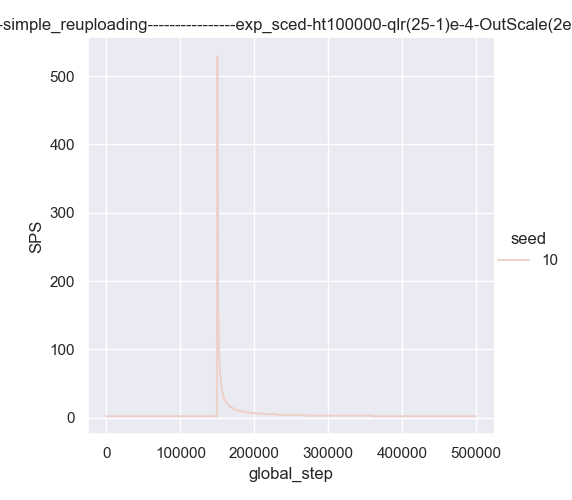 -simple_reuploading----------------exp_sced-ht100000-qlr(25-1)e-4-OutScale(2e
500
400
300
200
100
0
SPS
0 100000 200000 300000 400000 500000
global_step
seed
10